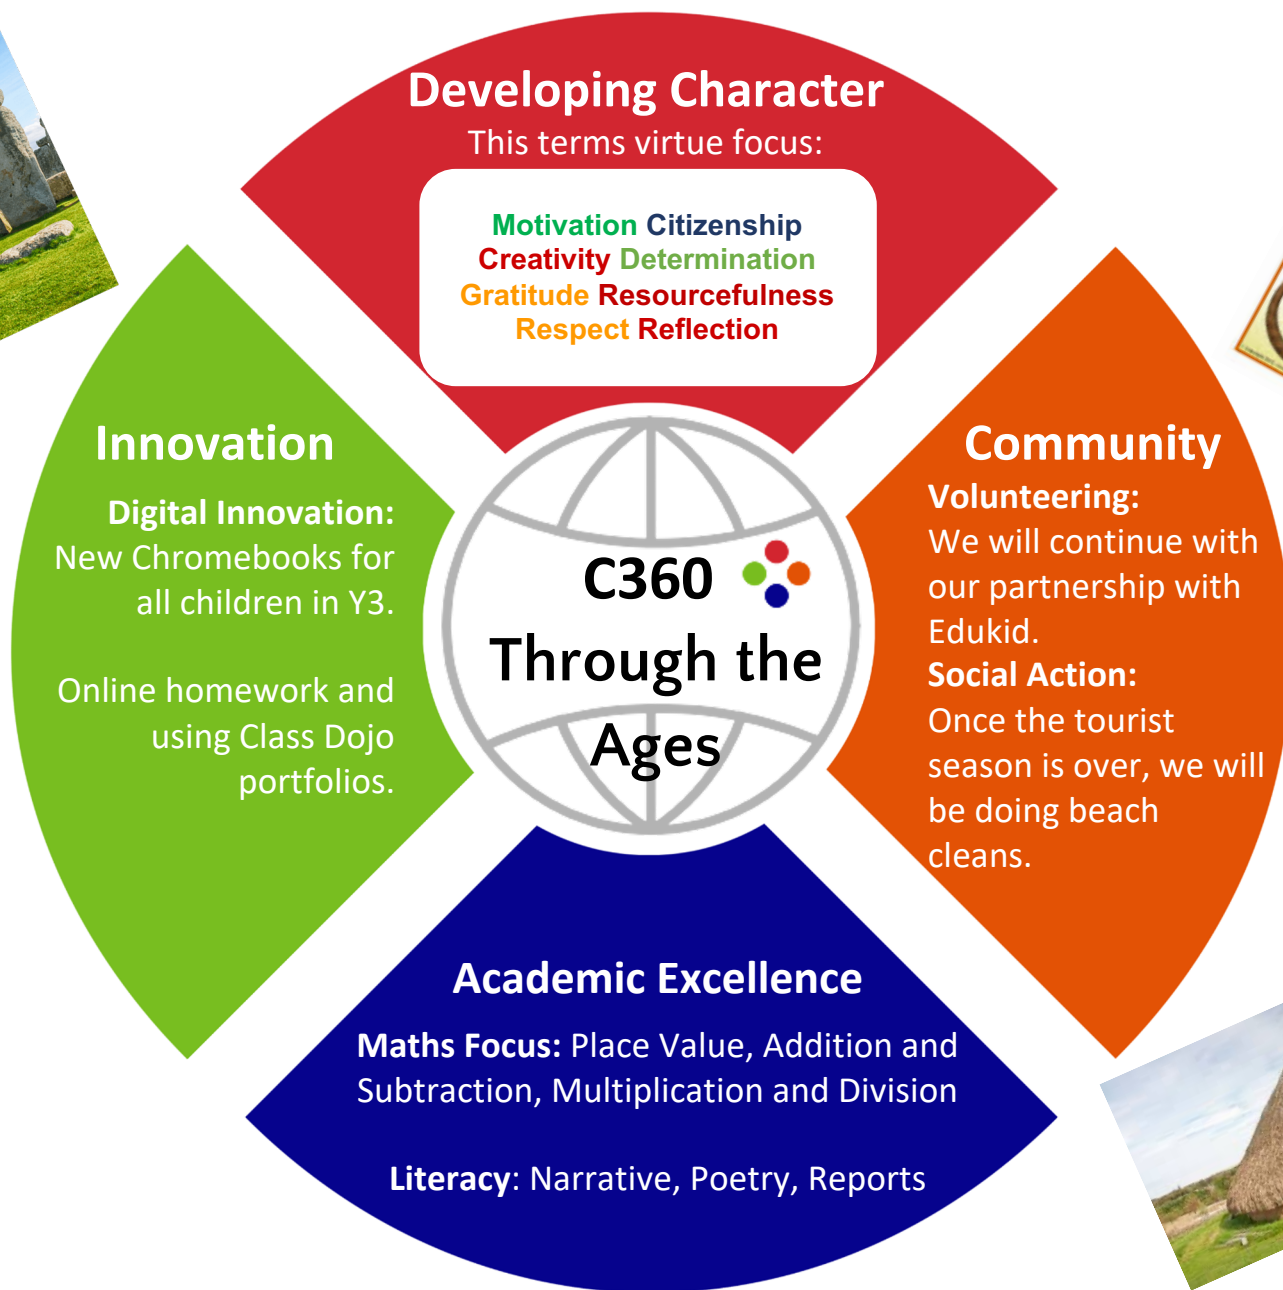 Developing Character
This terms virtue focus:
Motivation Citizenship
Creativity Determination
Gratitude Resourcefulness
Respect Reflection
Innovation
Digital Innovation:
New Chromebooks for
all children in Y3.
Online homework and
using Class Dojo
portfolios.
C360
Through the
Ages
Community
Volunteering:
We will continue with
our partnership with
Edukid.
Social Action:
Once the tourist
season is over, we will
be doing beach
cleans.
Academic Excellence
Maths Focus: Place Value, Addition and
Subtraction, Multiplication and Division
Literacy: Narrative, Poetry, Reports